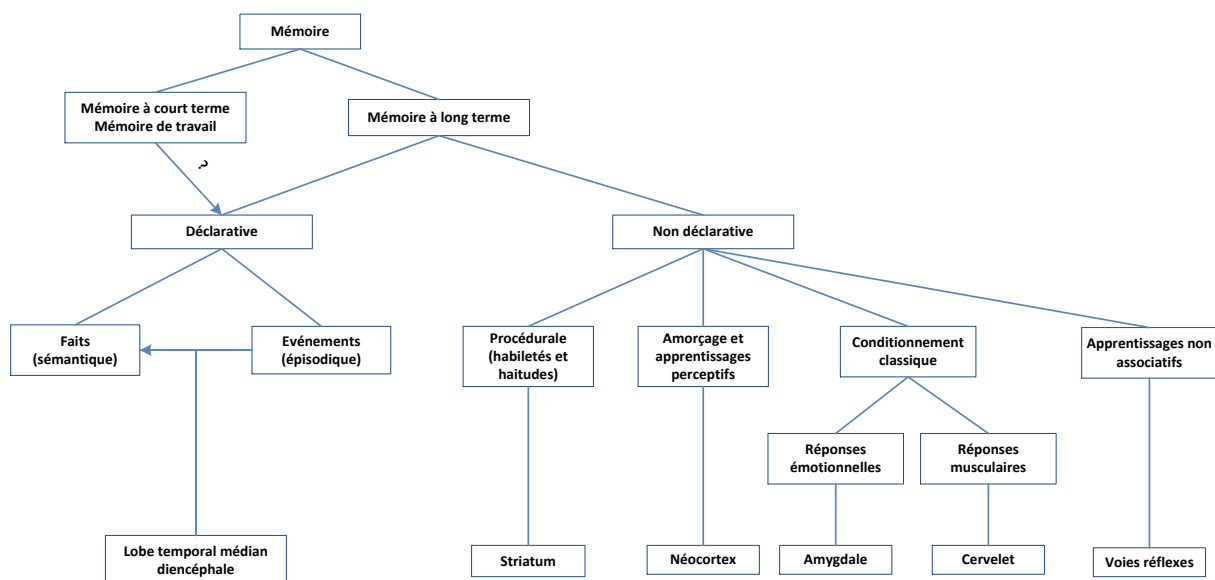 Mémoire
Mémoire à court terme
Mémoire de travail
Mémoire à long terme
?
Déclarative
Non déclarative
Faits
(sémantique)
Evénements
(épisodique)
Procédurale
(habiletés et
haitudes)
Amorçage et
apprentissages
perceptifs
Conditionnement
classique
Apprentissages non
associatifs
Réponses
émotionnelles
Réponses
musculaires
Lobe temporal médian
diencéphale
Striatum
Néocortex
Amygdale
Cervelet
Voies réflexes